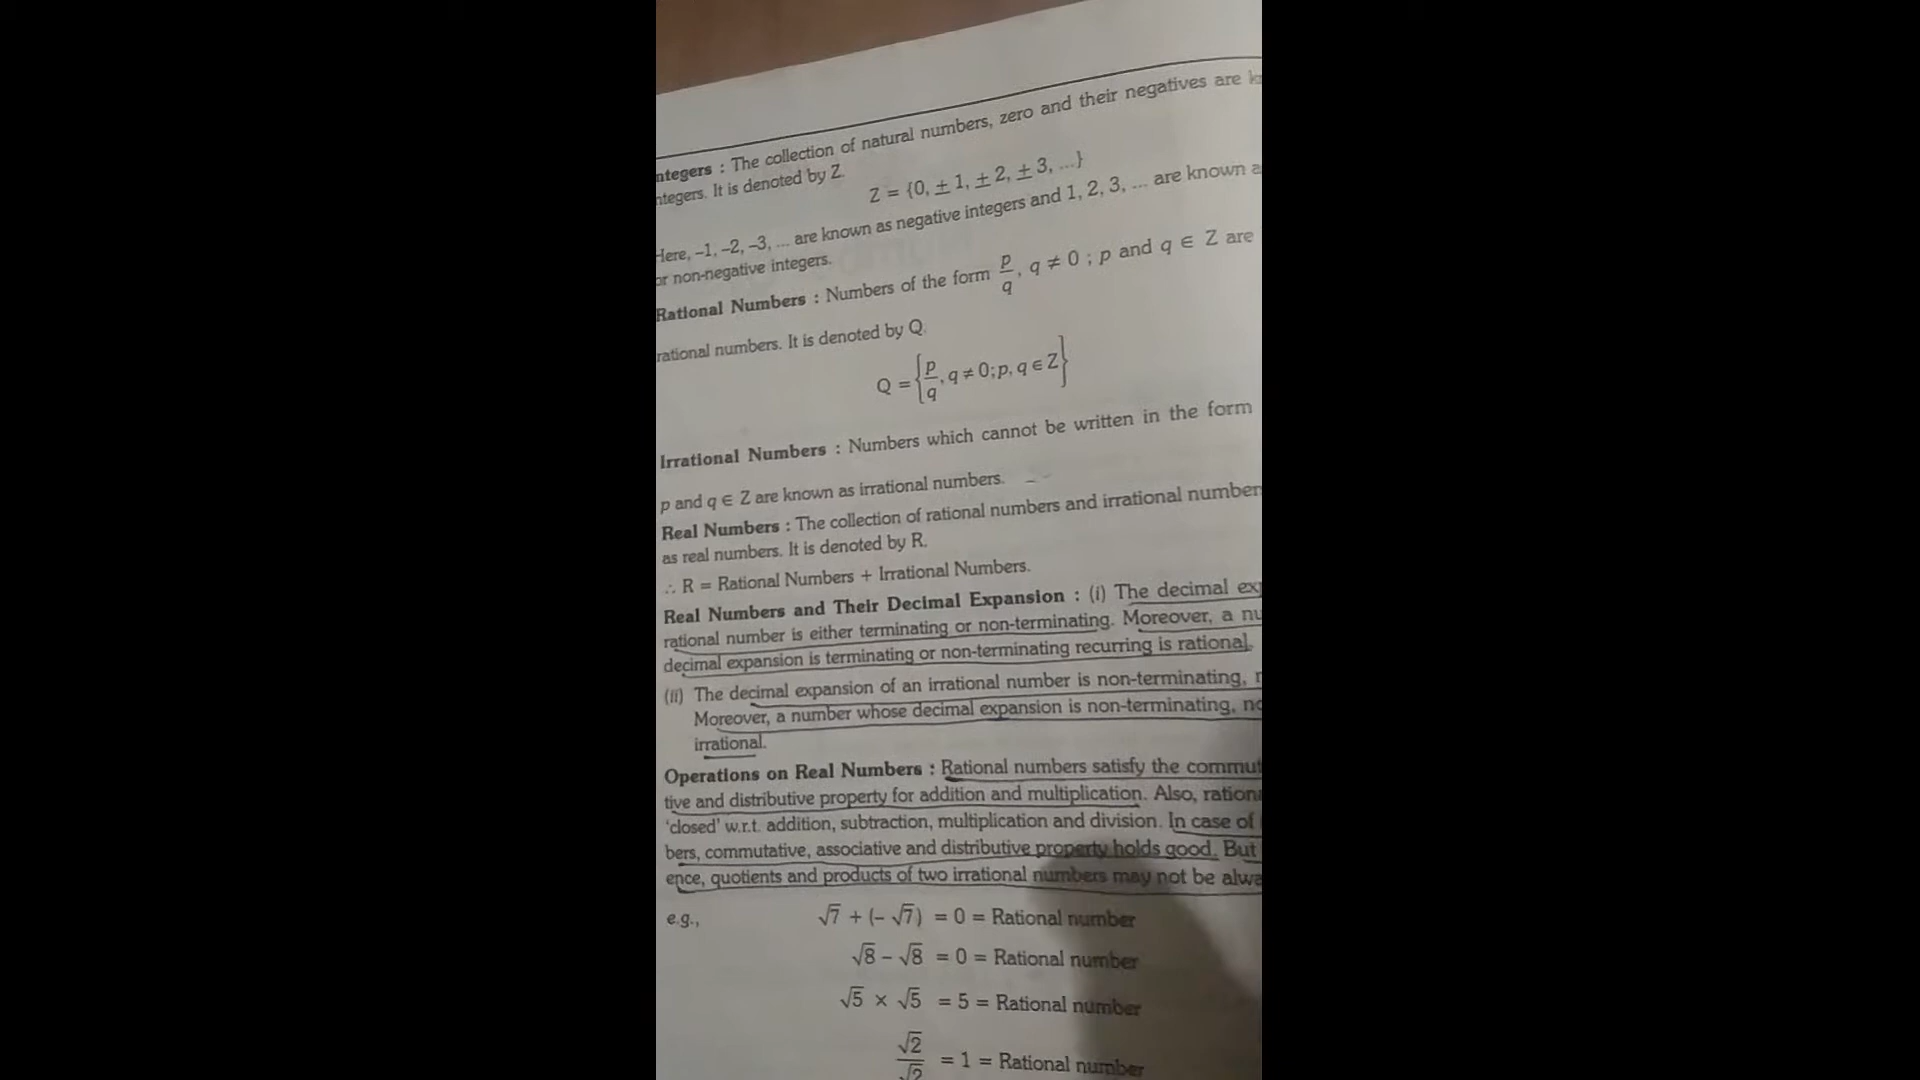 ntegers : The collection of natural numbers, zero and their negatives are
ntegers. It is denoted by Z.
Z = {0, ± 1, ± 2, ± 3, ...}
Here, –1, –2, –3, ... are known as negative integers and 1, 2, 3, ... are known a
or non-negative integers.
Rational Numbers : Numbers of the form p/q, q ≠ 0 ; p and q ∈ Z are
rational numbers. It is denoted by Q.
Q = {p/q, q ≠ 0; p, q ∈ Z}
Irrational Numbers : Numbers which cannot be written in the form
p and q ∈ Z are known as irrational numbers.
Real Numbers : The collection of rational numbers and irrational number
as real numbers. It is denoted by R.
∴ R = Rational Numbers + Irrational Numbers.
Real Numbers and Their Decimal Expansion : (i) The decimal exp
rational number is either terminating or non-terminating. Moreover, a nu
decimal expansion is terminating or non-terminating recurring is rational.
(ii) The decimal expansion of an irrational number is non-terminating, r
Moreover, a number whose decimal expansion is non-terminating, no
irrational.
Operations on Real Numbers : Rational numbers satisfy the commut
tive and distributive property for addition and multiplication. Also, rationa
'closed' w.r.t. addition, subtraction, multiplication and division. In case of
bers, commutative, associative and distributive property holds good. But
ence, quotients and products of two irrational numbers may not be alwa
e.g., √7 + (– √7) = 0 = Rational number
√8 – √8 = 0 = Rational number
√5 × √5 = 5 = Rational number
√2/√2 = 1 = Rational number